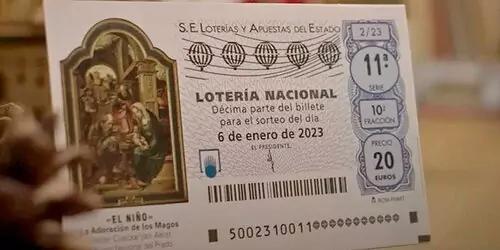 S.E. LOTERÍAS Y APUESTAS DEL ESTADO
LOTERÍA NACIONAL
Décima parte del billete
para el sorteo del día
6 de enero de 2023
EL PRESIDENTE,
2/23
11ª
SERIE
10ª
FRACCIÓN
PRECIO
20
EUROS
«EL NIÑO»
La Adoración de los Magos
5002310011